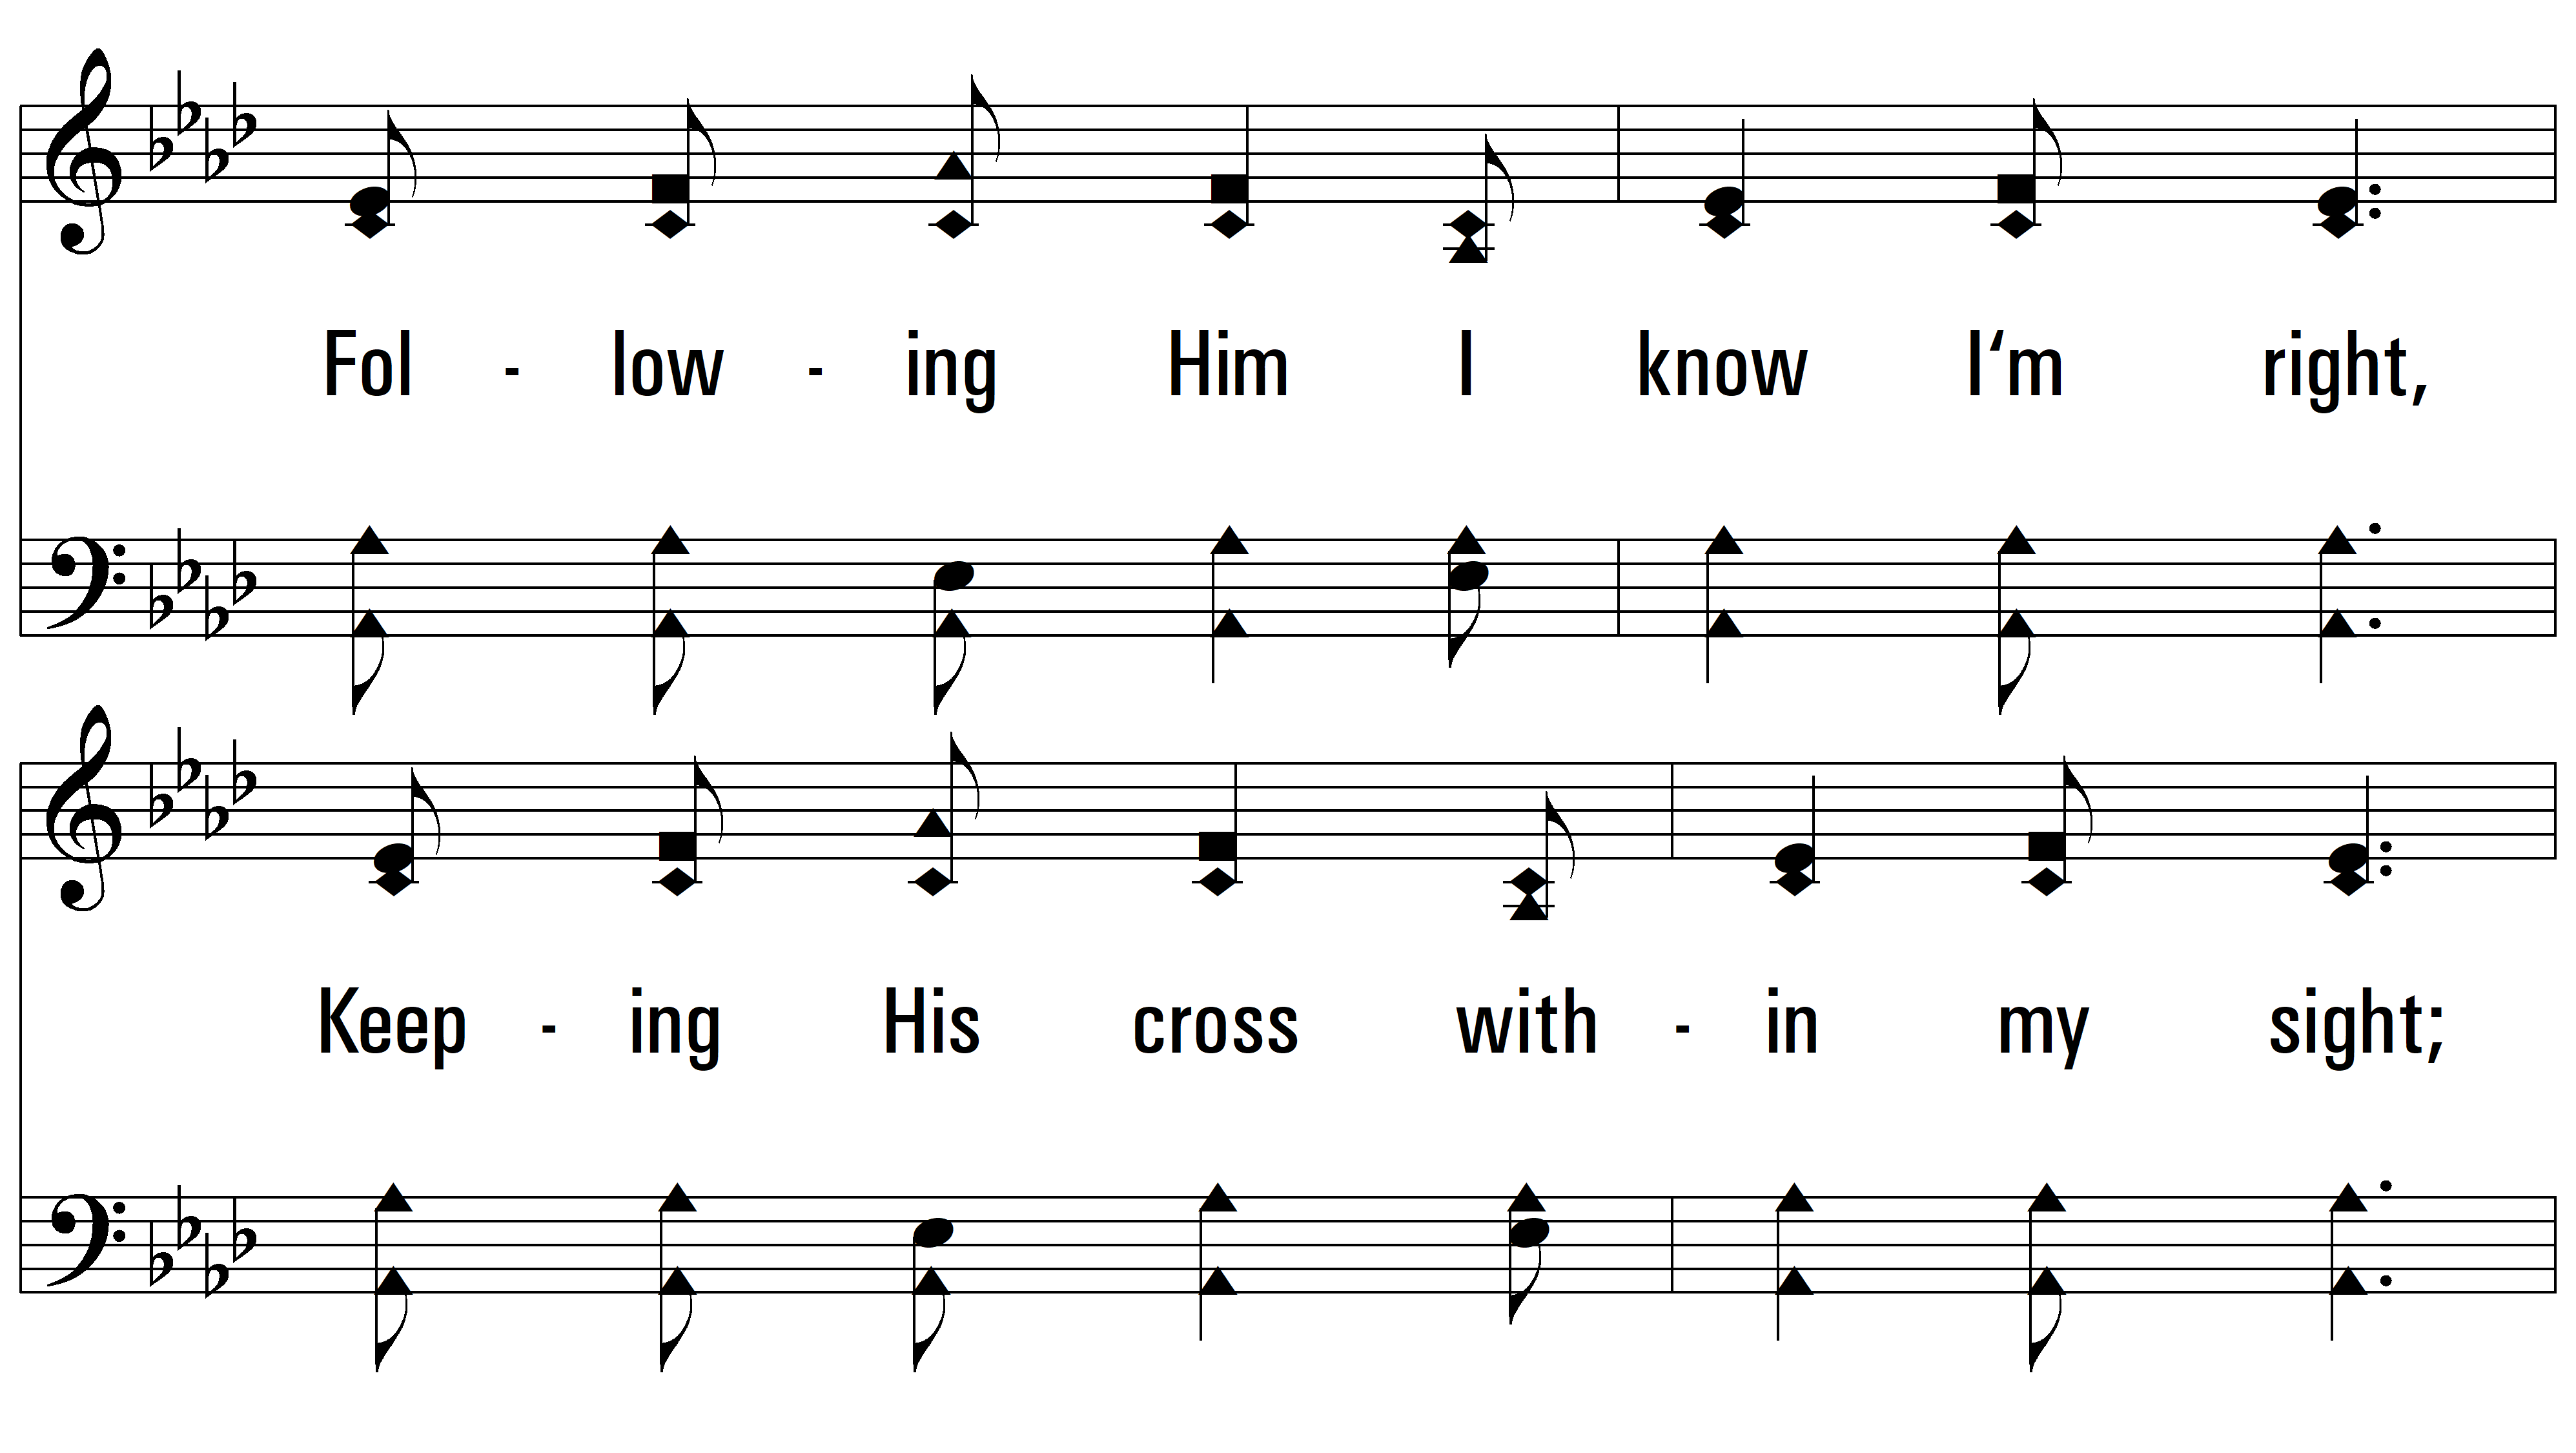 Fol - low - ing Him I know I‘m right,
Keep - ing His cross with - in my sight;